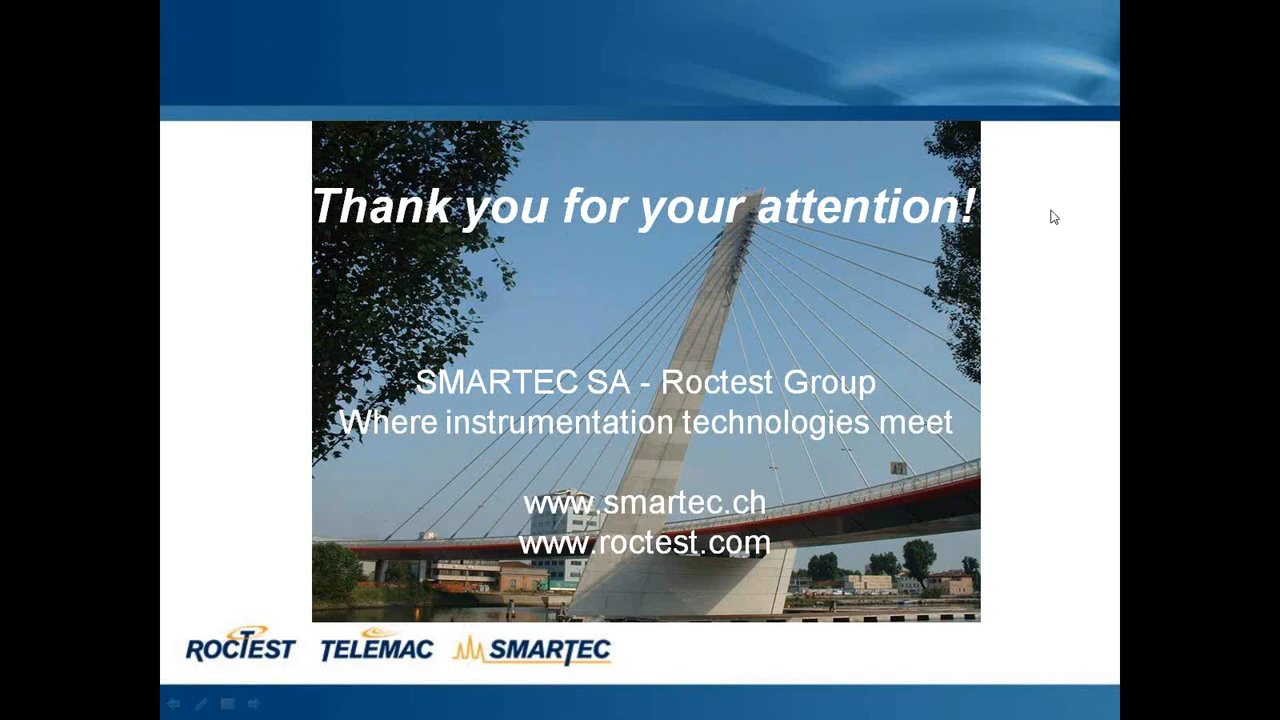 Thank you for your attention!
SMARTEC SA - Roctest Group
Where instrumentation technologies meet
www.smartec.ch
www.roctest.com
ROCTEST TELEMAC SMARTEC